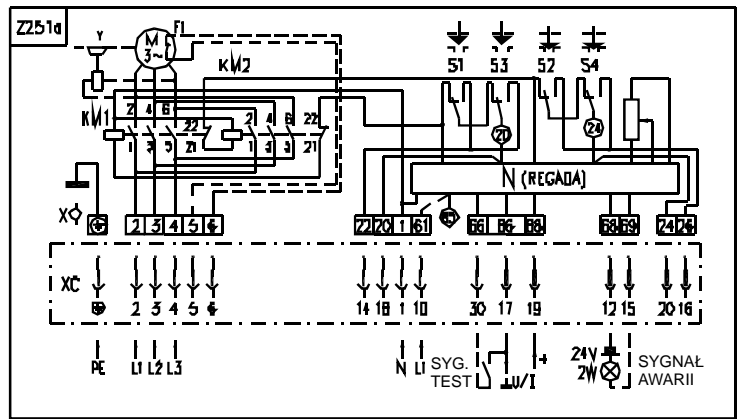 Z251a
Y
M
3~
F1
KM2
S1 S3 S2 S4
KM1
2 4 6 22 2 4 6 22
1 3 5 21 1 3 5 21
20 24
N (REGADA)
2 3 4 5 6 22 20 1 61 66 86 88 68 69 24 26
XC
2 3 4 5 6 14 18 1 10 30 17 19 12 15 20 16
PE L1 L2 L3 N L1
SYG. TEST
U/I +
24V
2W
SYGNAŁ
AWARII